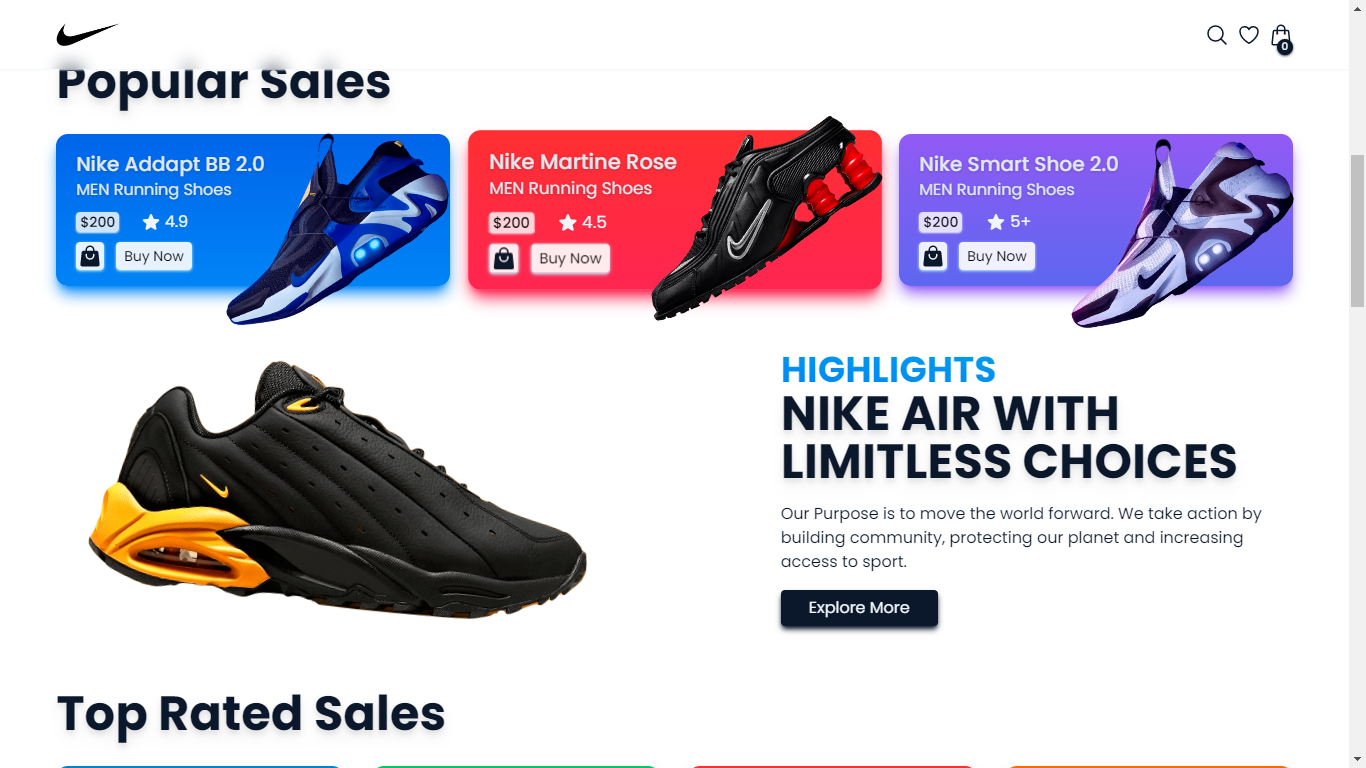 0
Popular Sales
Nike Addapt BB 2.0
MEN Running Shoes
$200
4.9
Buy Now
Nike Martine Rose
MEN Running Shoes
$200
4.5
Buy Now
Nike Smart Shoe 2.0
MEN Running Shoes
$200
5+
Buy Now
HIGHLIGHTS
NIKE AIR WITH
LIMITLESS CHOICES
Our Purpose is to move the world forward. We take action by
building community, protecting our planet and increasing
access to sport.
Explore More
Top Rated Sales